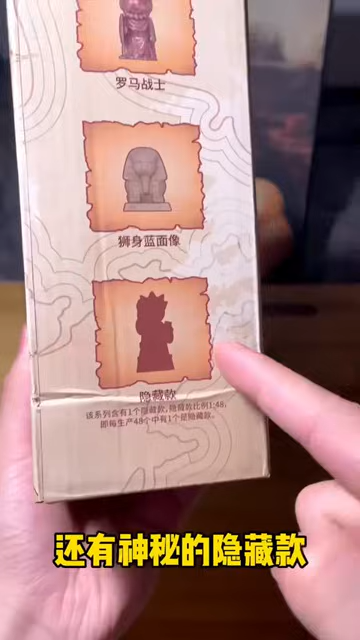 罗马战士
狮身蓝面像
隐藏款
该系列含有1个隐藏款,隐藏款比例1:48,
即每生产48个中有1个是隐藏款。
还有神秘的隐藏款